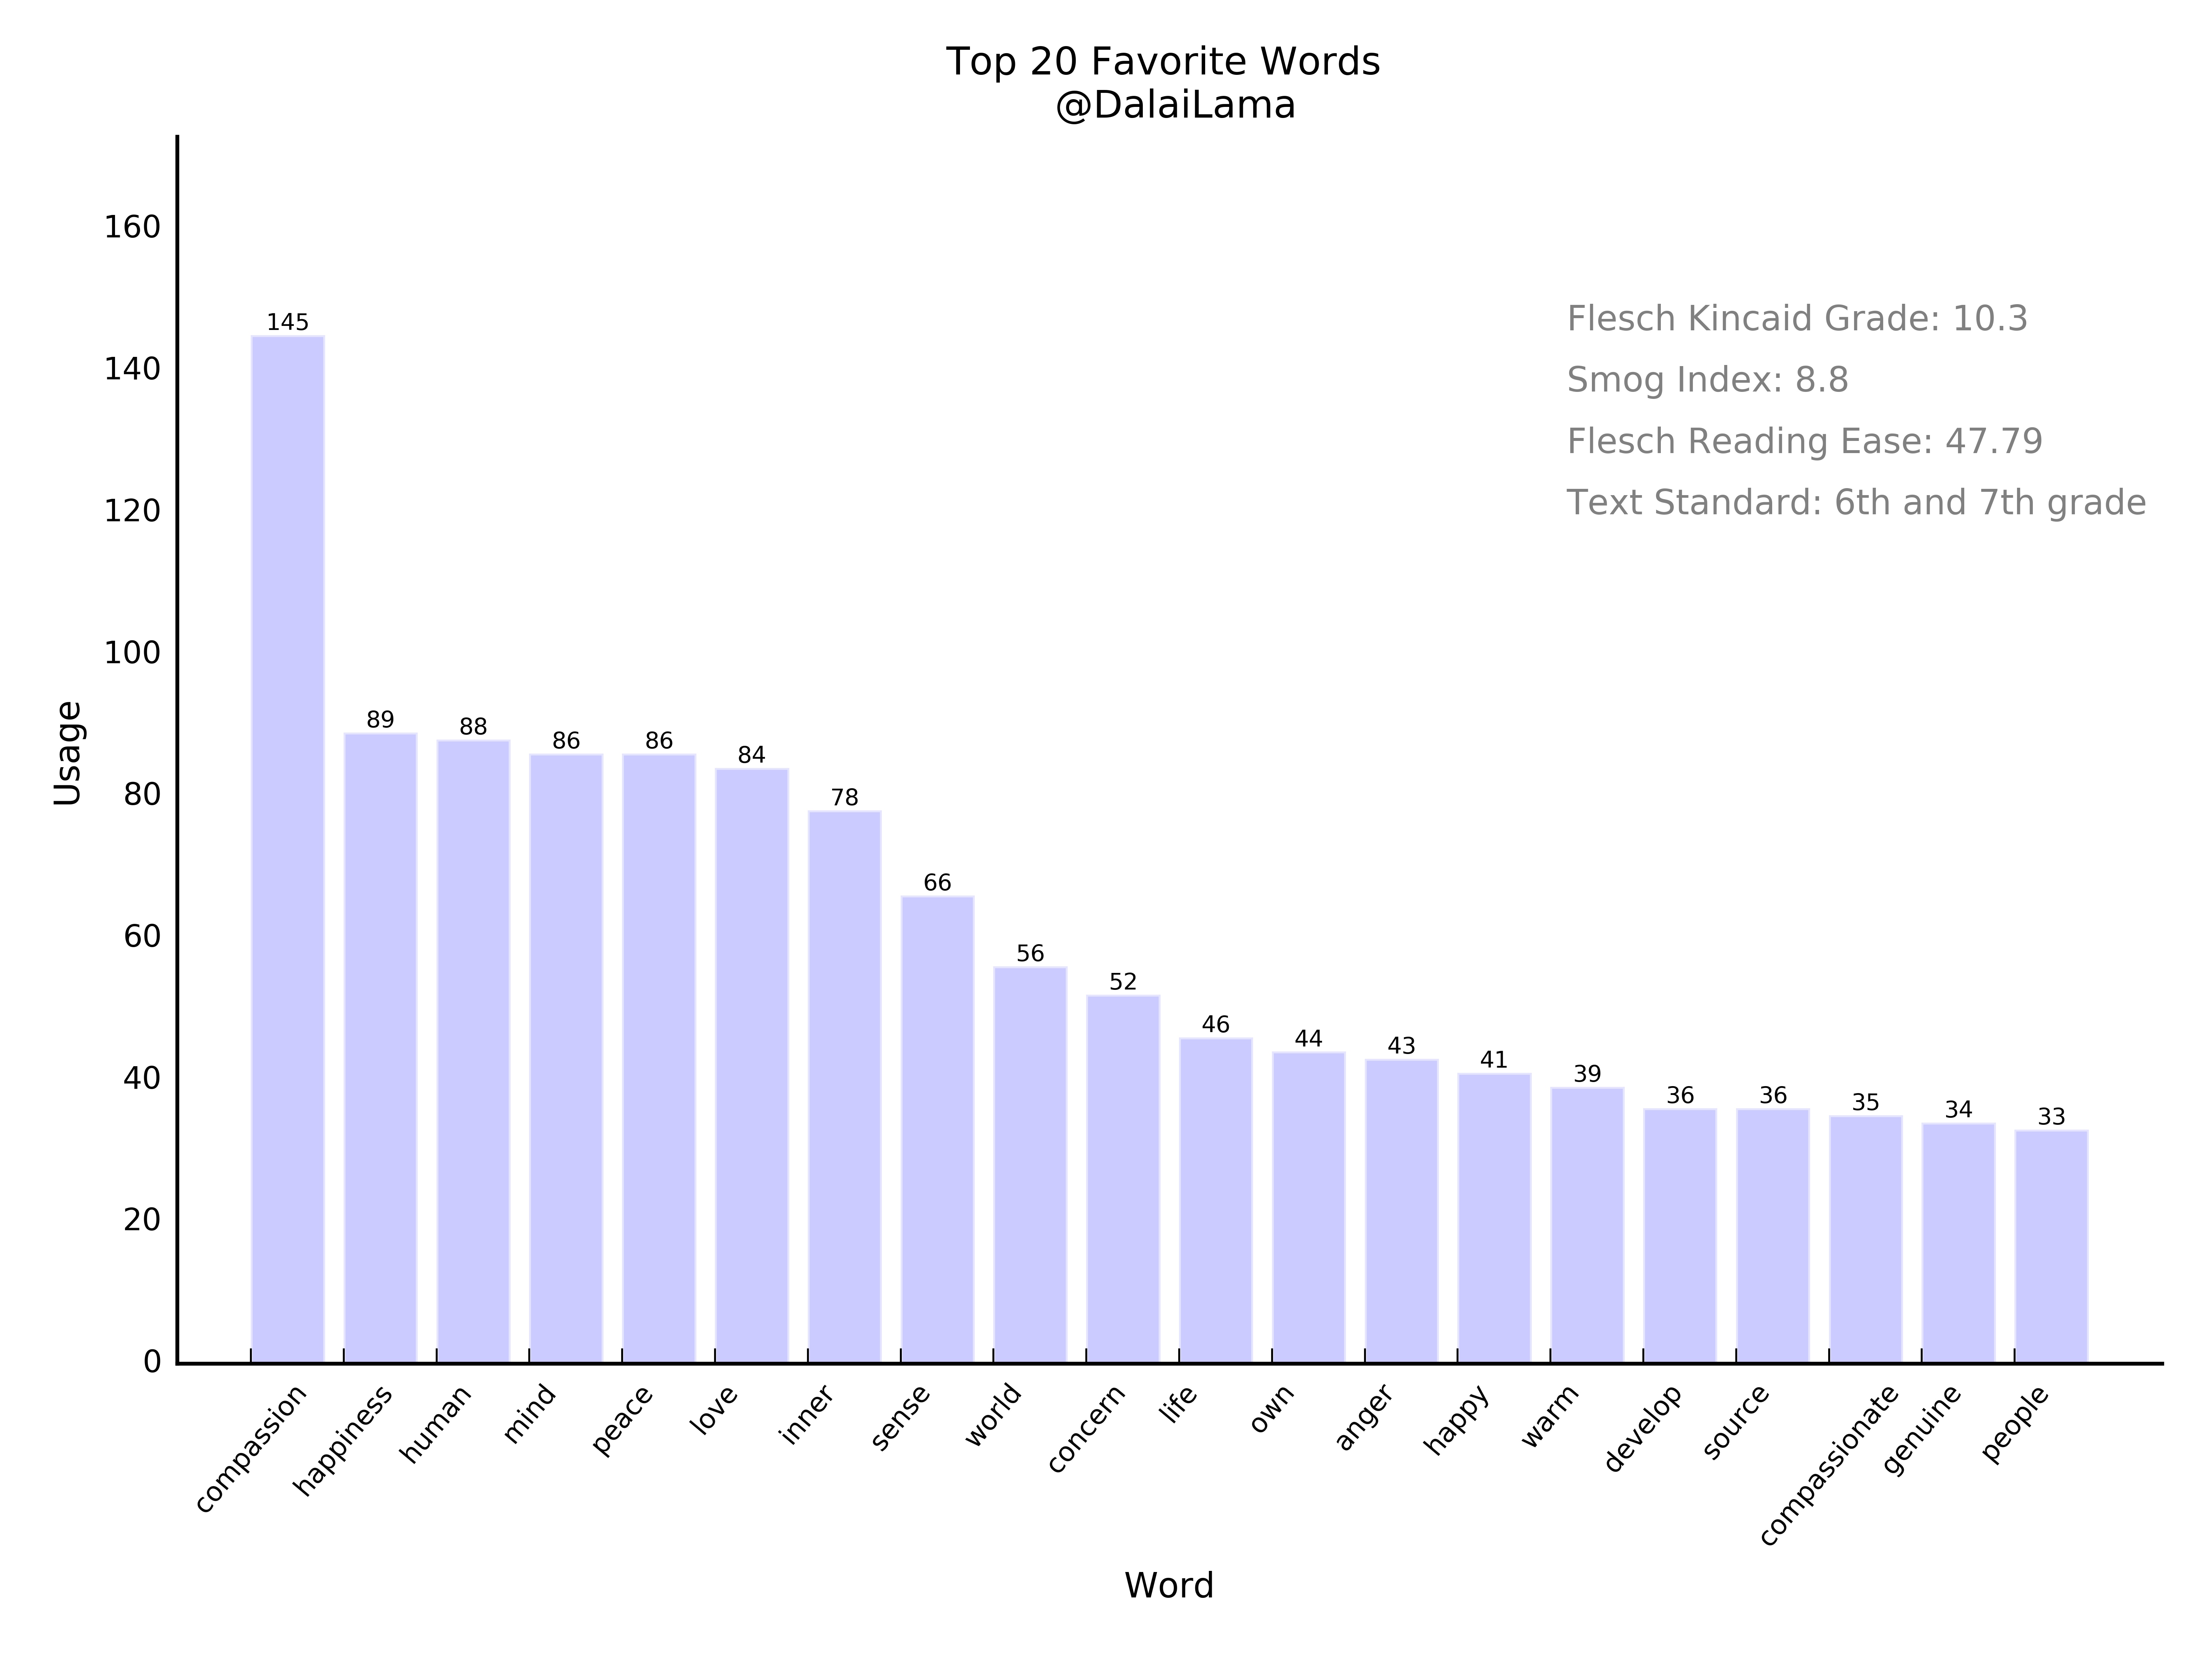 Top 20 Favorite Words
@DalaiLama
160
140
120
100
80
60
40
20
0
Usage
145
89
88
86
86
84
78
66
56
52
46
44
43
41
39
36
36
35
34
33
Flesch Kincaid Grade: 10.3
Smog Index: 8.8
Flesch Reading Ease: 47.79
Text Standard: 6th and 7th grade
compassion
happiness
human
mind
peace
love
inner
sense
world
concern
life
own
anger
happy
warm
develop
source
compassionate
genuine
people
Word